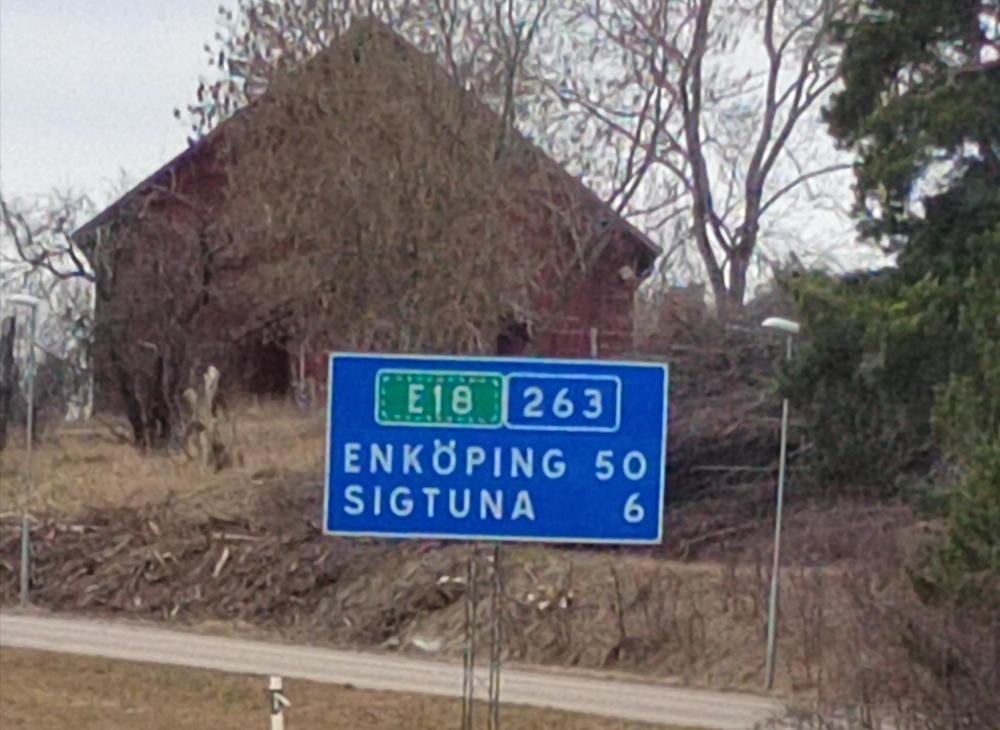 E18 263
ENKÖPING 50
SIGTUNA 6